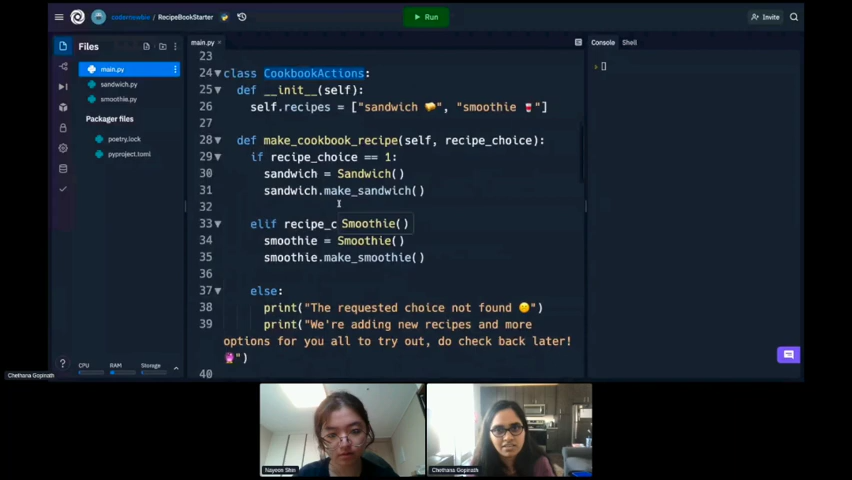 codernewbie / RecipeBookStarter
Run
Invite
Files
main.py
sandwich.py
smoothie.py
Packager files
poetry.lock
pyproject.toml
CPU
RAM
Storage
main.py
23
24 class CookbookActions:
25 def __init__(self):
26 self.recipes = ["sandwich 🥪", "smoothie 🥤"]
27
28 def make_cookbook_recipe(self, recipe_choice):
29 if recipe_choice == 1:
30 sandwich = Sandwich()
31 sandwich.make_sandwich()
32
33 elif recipe_c
Smoothie()
34 smoothie = Smoothie()
35 smoothie.make_smoothie()
36
37 else:
38 print("The requested choice not found 🙁")
39 print("We're adding new recipes and more
options for you all to try out, do check back later!
🔮")
40
Console
Shell
Chethana Gopinath
Nayeon Shin
Chethana Gopinath